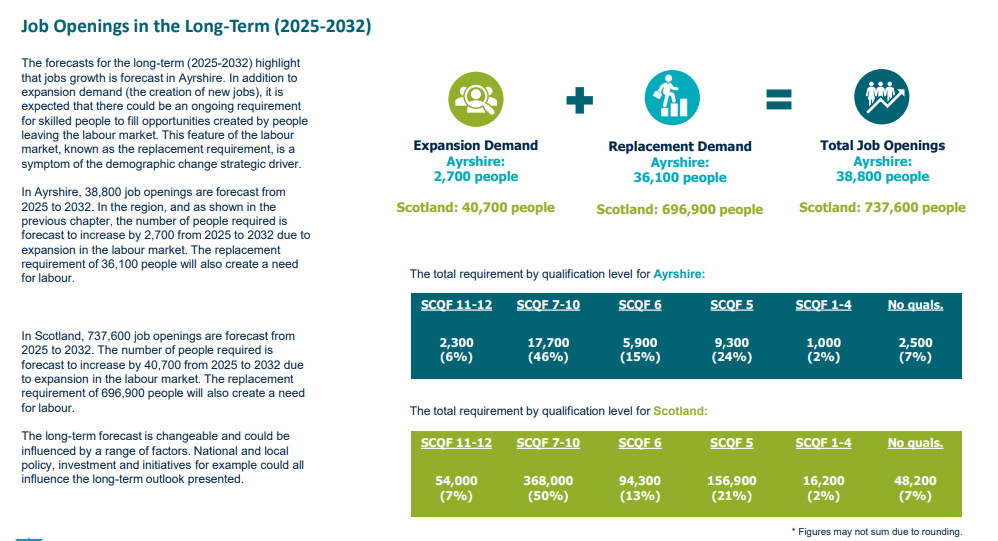 Job Openings in the Long-Term (2025-2032)
The forecasts for the long-term (2025-2032) highlight
that jobs growth is forecast in Ayrshire. In addition to
expansion demand (the creation of new jobs), it is
expected that there could be an ongoing requirement
for skilled people to fill opportunities created by people
leaving the labour market. This feature of the labour
market, known as the replacement requirement, is a
symptom of the demographic change strategic driver.
In Ayrshire, 38,800 job openings are forecast from
2025 to 2032. In the region, and as shown in the
previous chapter, the number of people required is
forecast to increase by 2,700 from 2025 to 2032 due to
expansion in the labour market. The replacement
requirement of 36,100 people will also create a need
for labour.
In Scotland, 737,600 job openings are forecast from
2025 to 2032. The number of people required is
forecast to increase by 40,700 from 2025 to 2032 due
to expansion in the labour market. The replacement
requirement of 696,900 people will also create a need
for labour.
The long-term forecast is changeable and could be
influenced by a range of factors. National and local
policy, investment and initiatives for example could all
influence the long-term outlook presented.
Expansion Demand
Ayrshire:
2,700 people
Scotland: 40,700 people
Replacement Demand
Ayrshire:
36,100 people
Scotland: 696,900 people
Total Job Openings
Ayrshire:
38,800 people
Scotland: 737,600 people
The total requirement by qualification level for Ayrshire:
SCQF 11-12 SCQF 7-10 SCQF 6 SCQF 5 SCQF 1-4 No quals.
2,300 17,700 5,900 9,300 1,000 2,500
(6%) (46%) (15%) (24%) (2%) (7%)
The total requirement by qualification level for Scotland:
SCQF 11-12 SCQF 7-10 SCQF 6 SCQF 5 SCQF 1-4 No quals.
54,000 368,000 94,300 156,900 16,200 48,200
(7%) (50%) (13%) (21%) (2%) (7%)
* Figures may not sum due to rounding.